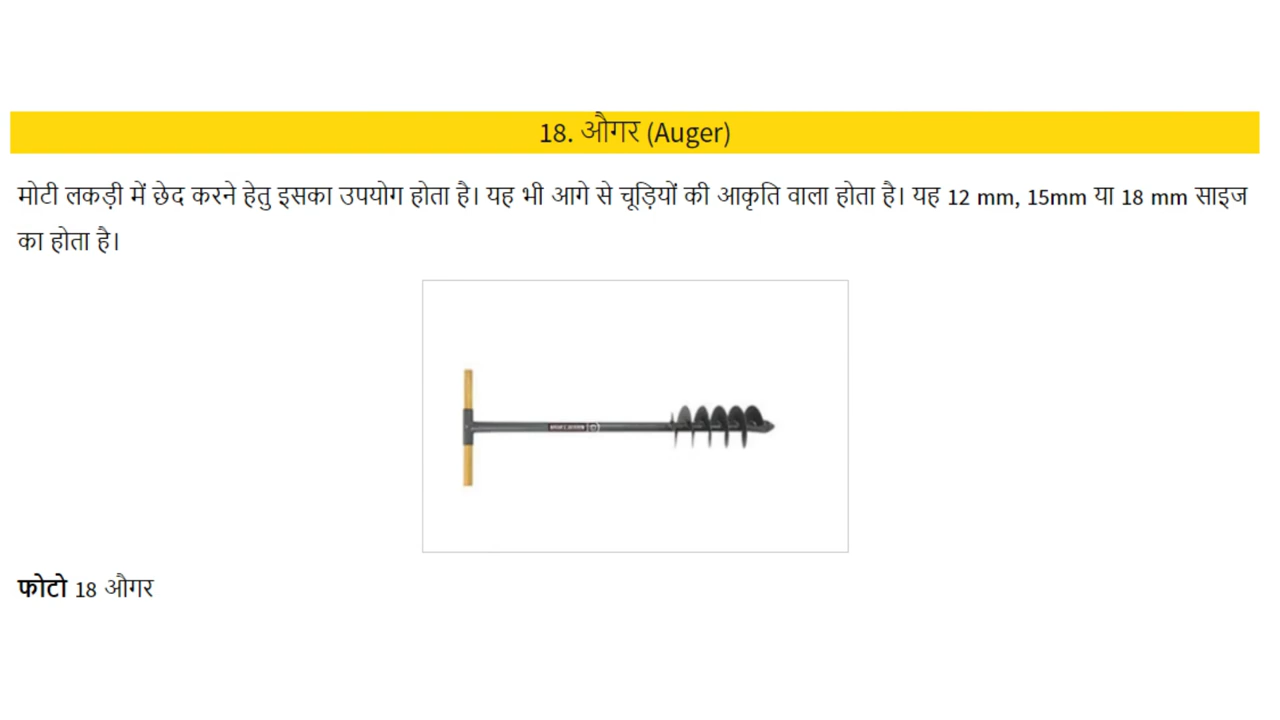 18. औगर (Auger)
मोटी लकड़ी में छेद करने हेतु इसका उपयोग होता है। यह भी आगे से चूड़ियों की आकृति वाला होता है। यह 12 mm, 15mm या 18 mm साइज
का होता है।
फोटो 18 औगर